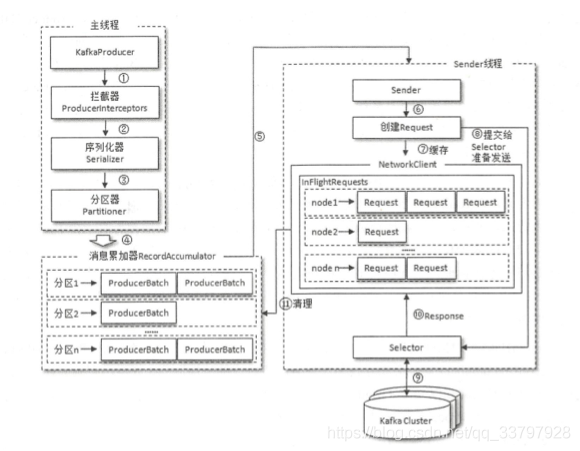 主线程
KafkaProducer
①
拦截器
ProducerInterceptors
②
序列化器
Serializer
③
分区器
Partitioner
④
消息累加器RecordAccumulator
分区1
ProducerBatch
ProducerBatch
分区2
ProducerBatch
......
分区n
ProducerBatch
ProducerBatch
⑤
Sender线程
Sender
⑥
创建Request
⑦缓存
⑧提交给
Selector
准备发送
NetworkClient
InFlightRequests
node1
Request
Request
Request
node2
Request
......
node n
Request
Request
⑪清理
⑩Response
Selector
⑨
Kafka Cluster
https://blog.csdn.net/qq_33797928